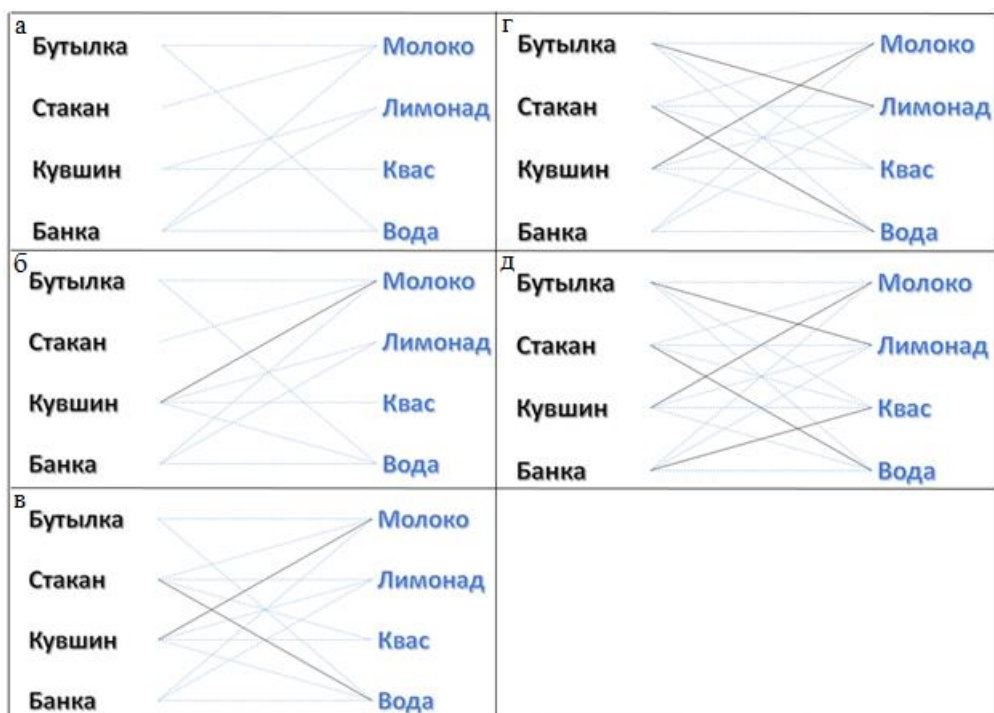 а
Бутылка Молоко
Стакан Лимонад
Кувшин Квас
Банка Вода
б
Бутылка Молоко
Стакан Лимонад
Кувшин Квас
Банка Вода
в
Бутылка Молоко
Стакан Лимонад
Кувшин Квас
Банка Вода
г
Бутылка Молоко
Стакан Лимонад
Кувшин Квас
Банка Вода
д
Бутылка Молоко
Стакан Лимонад
Кувшин Квас
Банка Вода